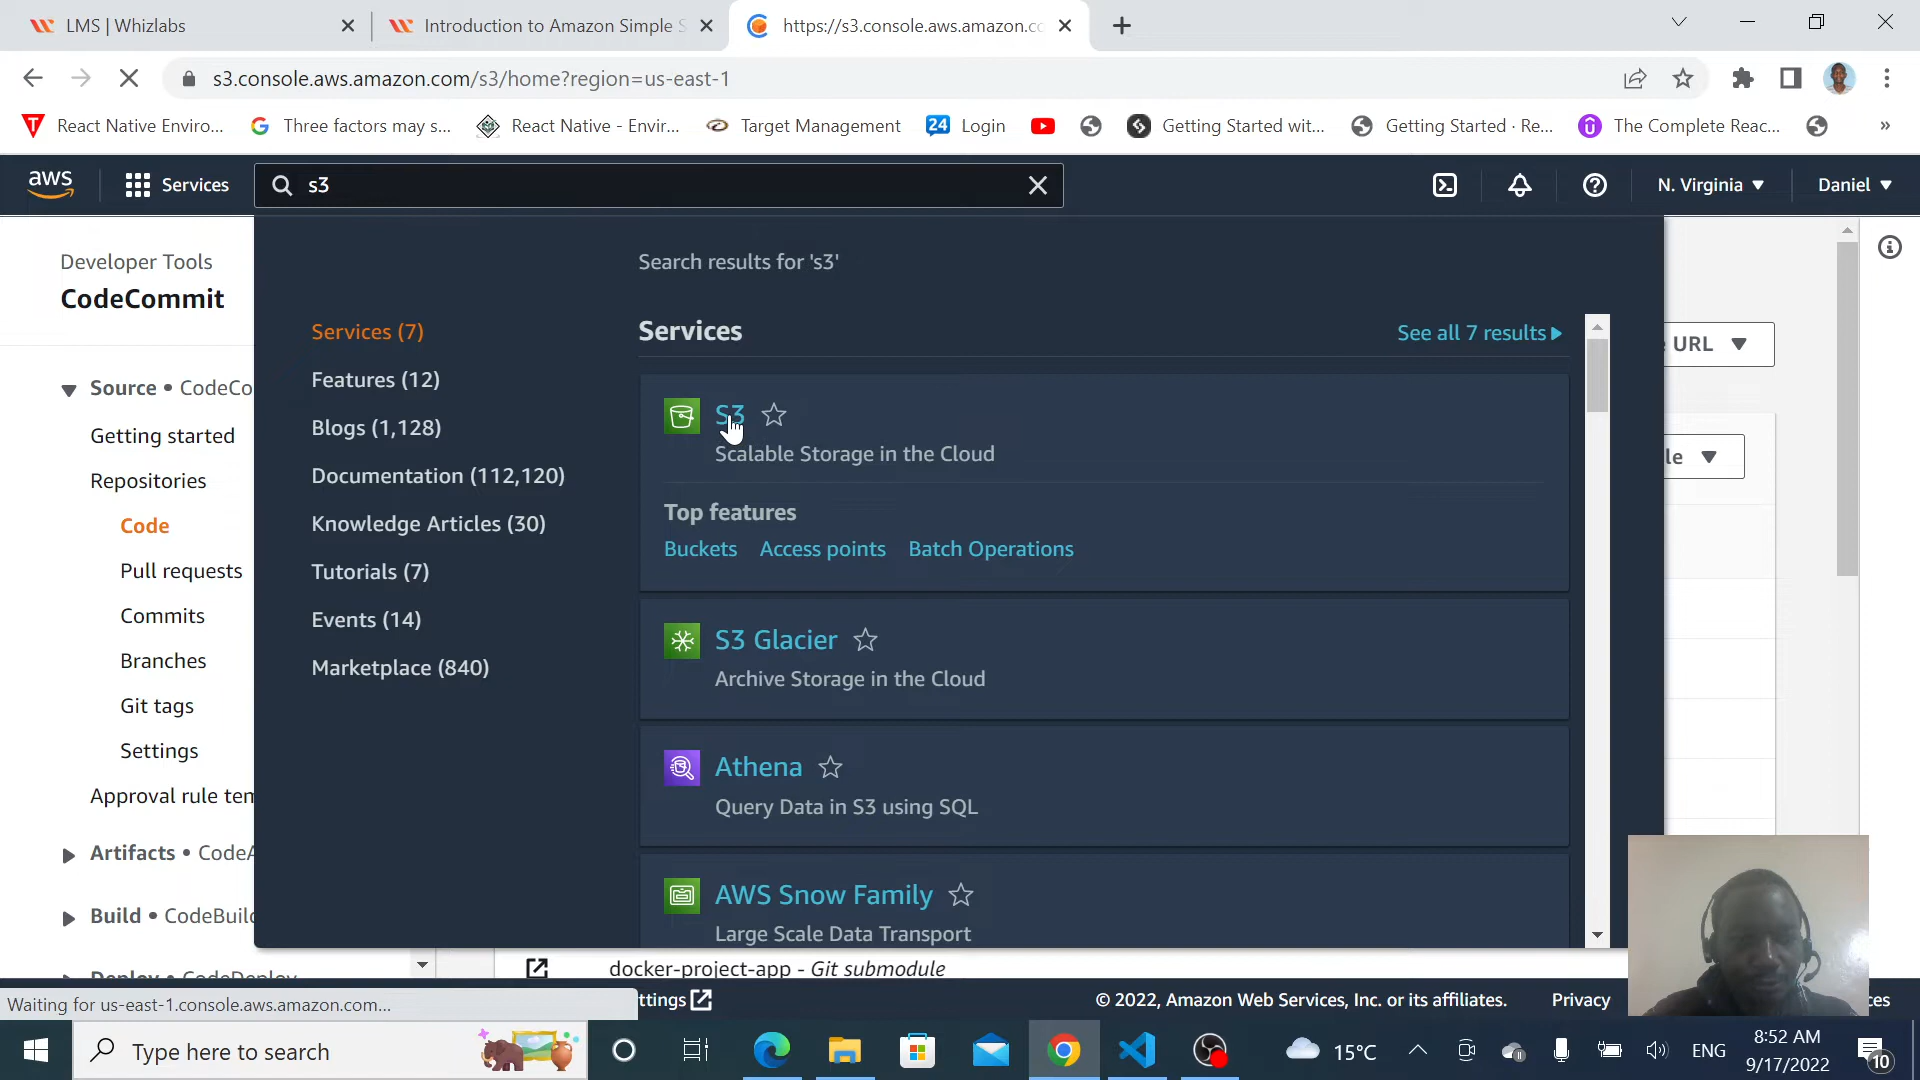 LMS | Whizlabs
Introduction to Amazon Simple S
https://s3.console.aws.amazon.co
s3.console.aws.amazon.com/s3/home?region=us-east-1
React Native Enviro...
Three factors may s...
React Native - Envir...
Target Management
24 Login
Getting Started wit...
Getting Started · Re...
The Complete Reac...
»
aws
Services
s3
N. Virginia
Daniel
Developer Tools
CodeCommit
Search results for 's3'
Services (7)
Features (12)
Blogs (1,128)
Documentation (112,120)
Knowledge Articles (30)
Tutorials (7)
Events (14)
Marketplace (840)
Services
See all 7 results
S3
Scalable Storage in the Cloud
Top features
Buckets Access points Batch Operations
S3 Glacier
Archive Storage in the Cloud
Athena
Query Data in S3 using SQL
AWS Snow Family
Large Scale Data Transport
URL
le
Source • CodeCo
Getting started
Repositories
Code
Pull requests
Commits
Branches
Git tags
Settings
Approval rule tem
Artifacts • CodeA
Build • CodeBuild
Deploy • CodeDeploy
docker-project-app - Git submodule
Waiting for us-east-1.console.aws.amazon.com...
ttings
© 2022, Amazon Web Services, Inc. or its affiliates.
Privacy
ces
Type here to search
15°C
ENG
8:52 AM
9/17/2022
10